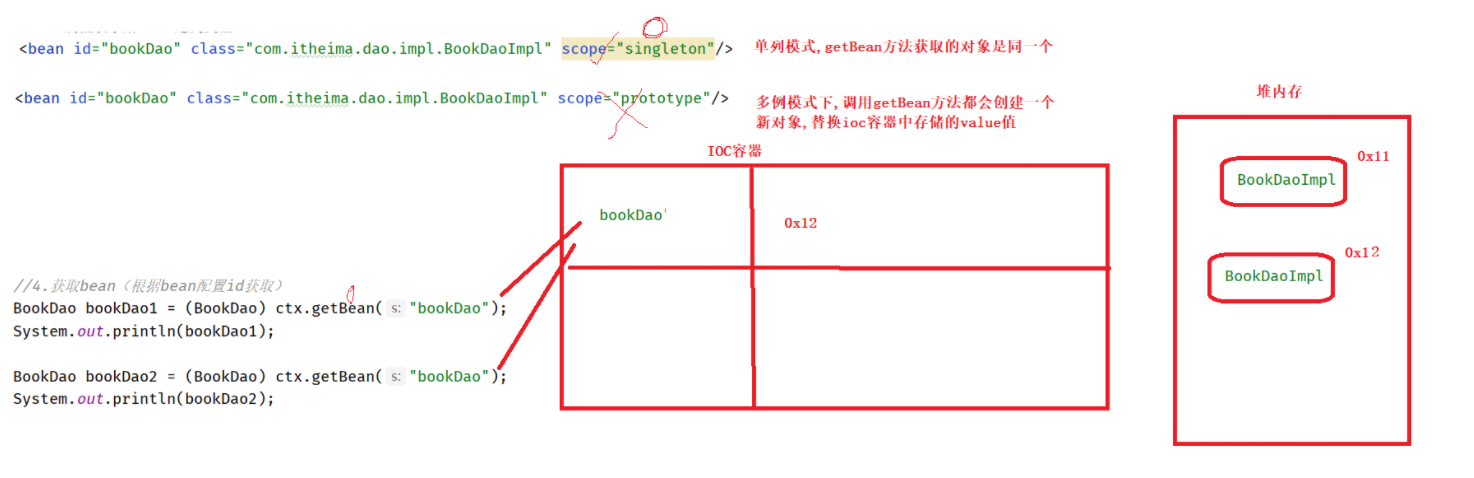 <bean id="bookDao" class="com.itheima.dao.impl.BookDaoImpl" scope="singleton"/>
单列模式,getBean方法获取的对象是同一个
<bean id="bookDao" class="com.itheima.dao.impl.BookDaoImpl" scope="prototype"/>
多例模式下,调用getBean方法都会创建一个
新对象,替换ioc容器中存储的value值
堆内存
IOC容器
0x11
BookDaoImpl
bookDao'
0x12
0x12
BookDaoImpl
//4.获取bean（根据bean配置id获取）
BookDao bookDao1 = (BookDao) ctx.getBean( s: "bookDao");
System.out.println(bookDao1);
BookDao bookDao2 = (BookDao) ctx.getBean( s: "bookDao");
System.out.println(bookDao2);